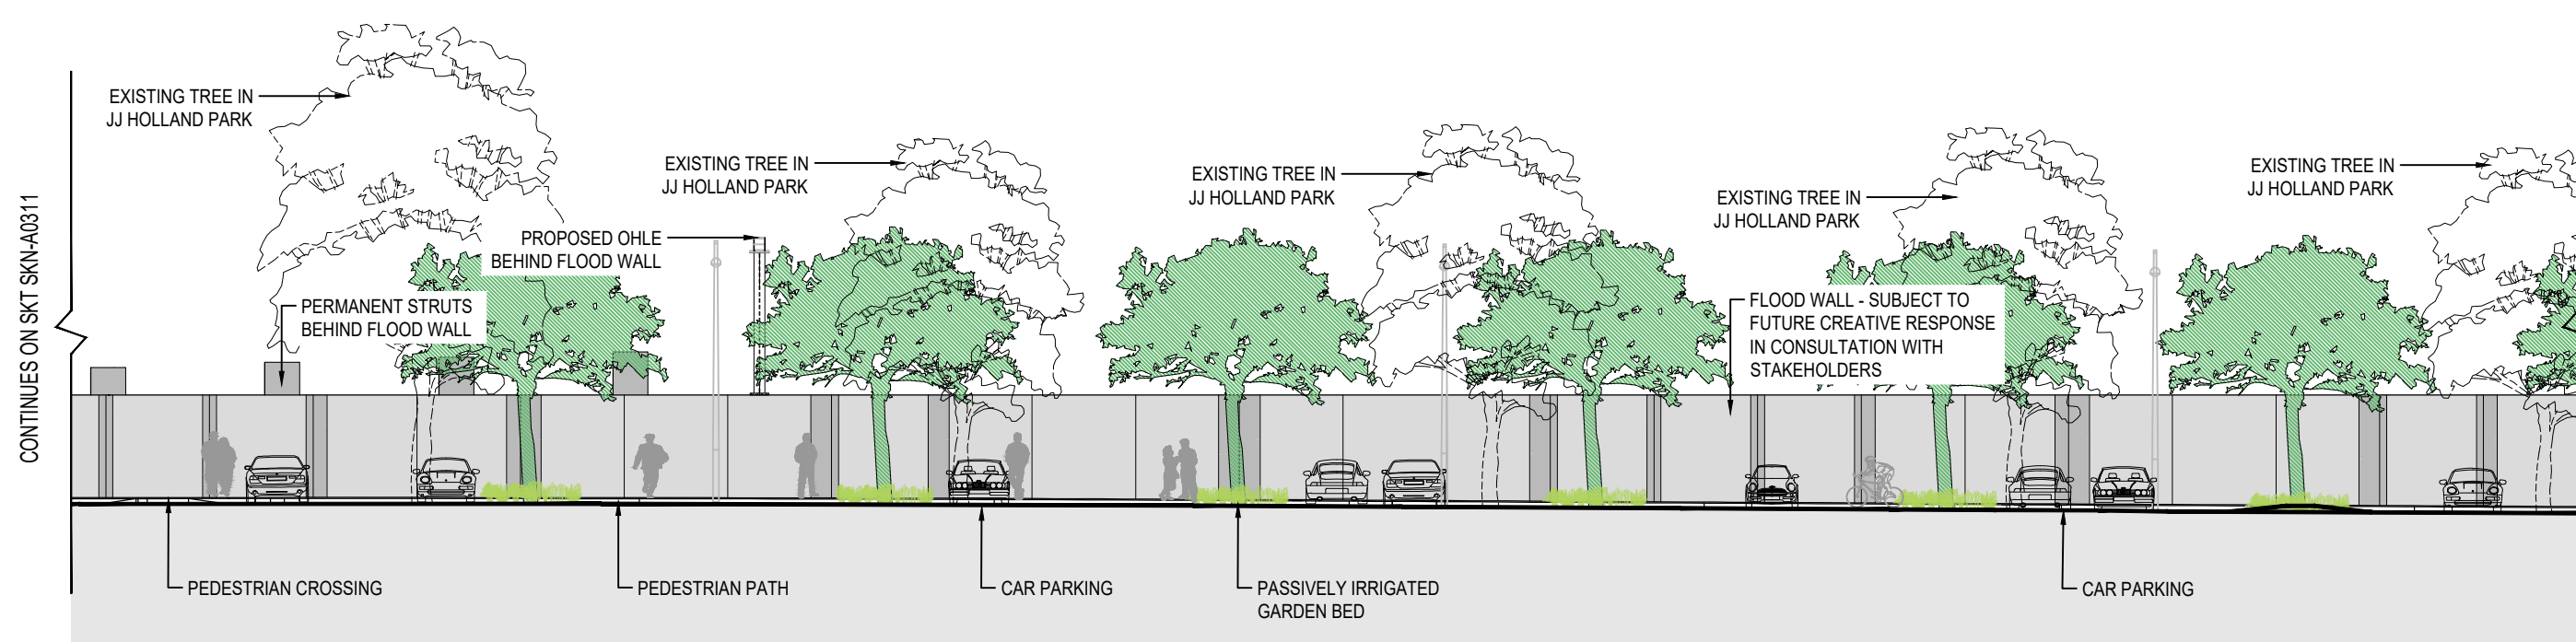 CONTINUES ON SKT SKN-A0311
EXISTING TREE IN
JJ HOLLAND PARK
PERMANENT STRUTS
BEHIND FLOOD WALL
PROPOSED OHLE
BEHIND FLOOD WALL
EXISTING TREE IN
JJ HOLLAND PARK
EXISTING TREE IN
JJ HOLLAND PARK
EXISTING TREE IN
JJ HOLLAND PARK
FLOOD WALL - SUBJECT TO
FUTURE CREATIVE RESPONSE
IN CONSULTATION WITH
STAKEHOLDERS
EXISTING TREE IN
JJ HOLLAND PARK
PEDESTRIAN CROSSING
PEDESTRIAN PATH
CAR PARKING
PASSIVELY IRRIGATED
GARDEN BED
CAR PARKING